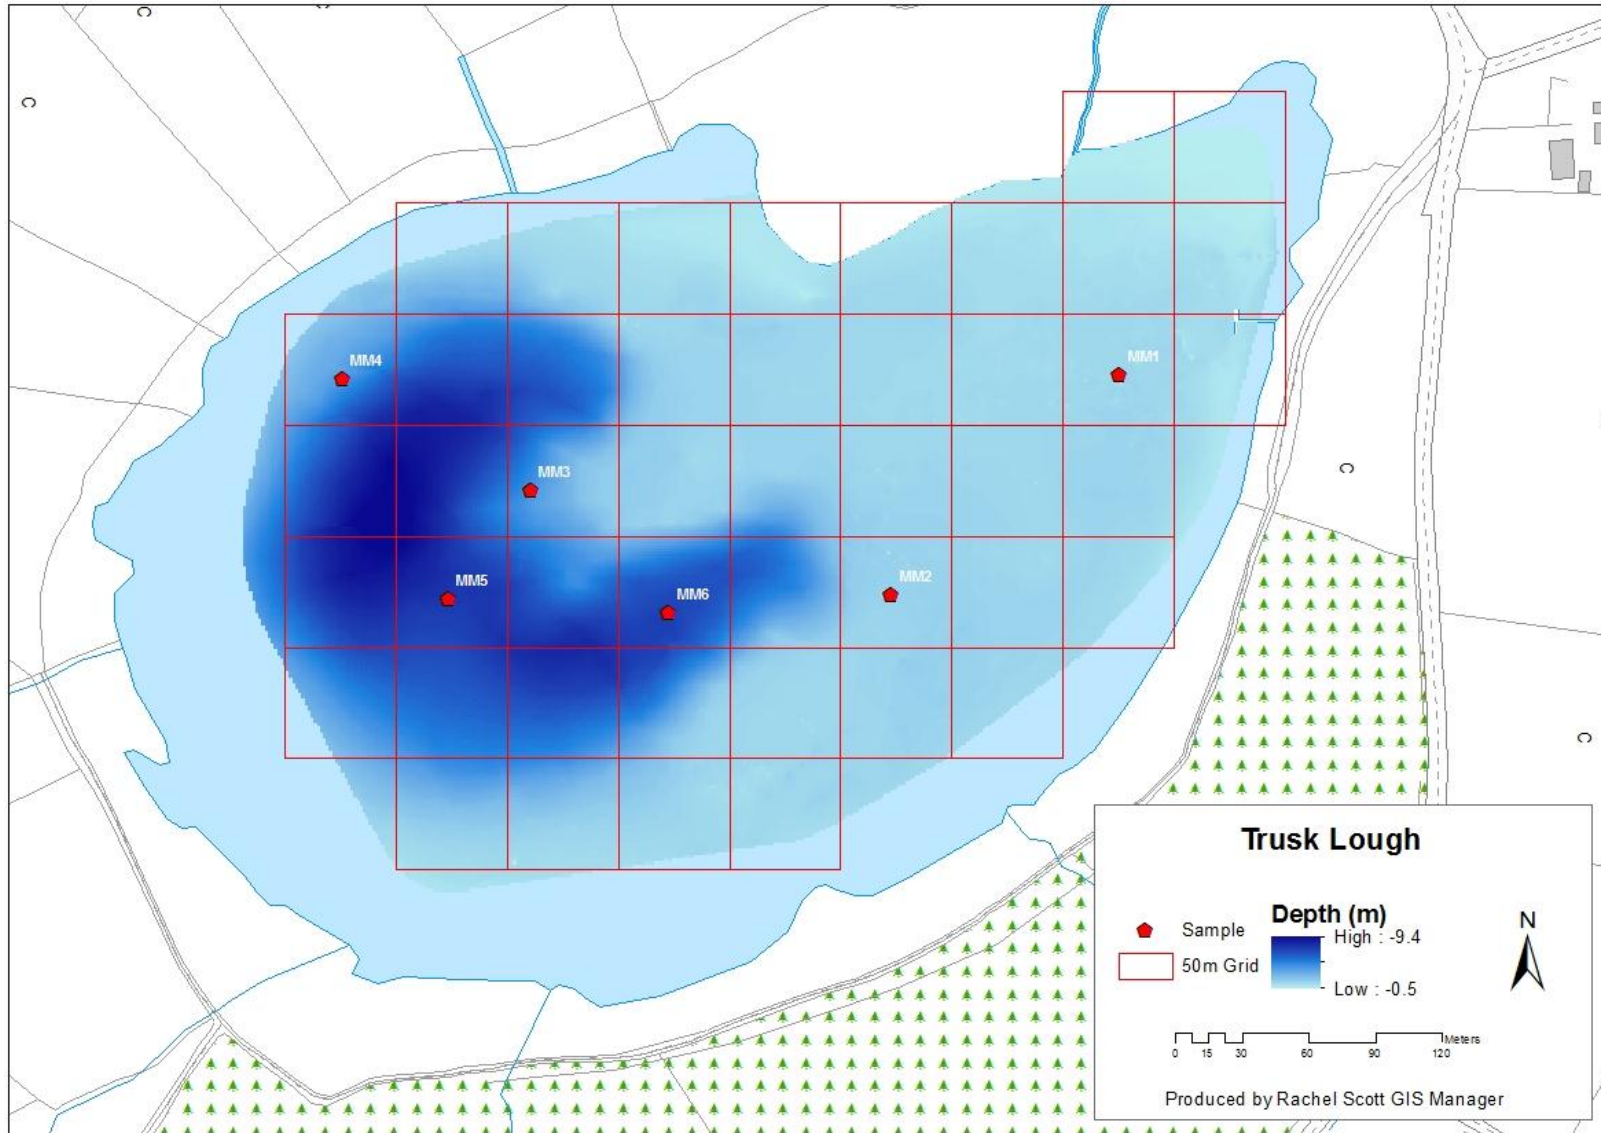 C
C
C
MM4
MM1
MM3
C
MM5
MM6
MM2
C
Trusk Lough
Depth (m)
Sample
High : -9.4
50m Grid
Low : -0.5
N
Meters
0 15 30 60 90 120
Produced by Rachel Scott GIS Manager